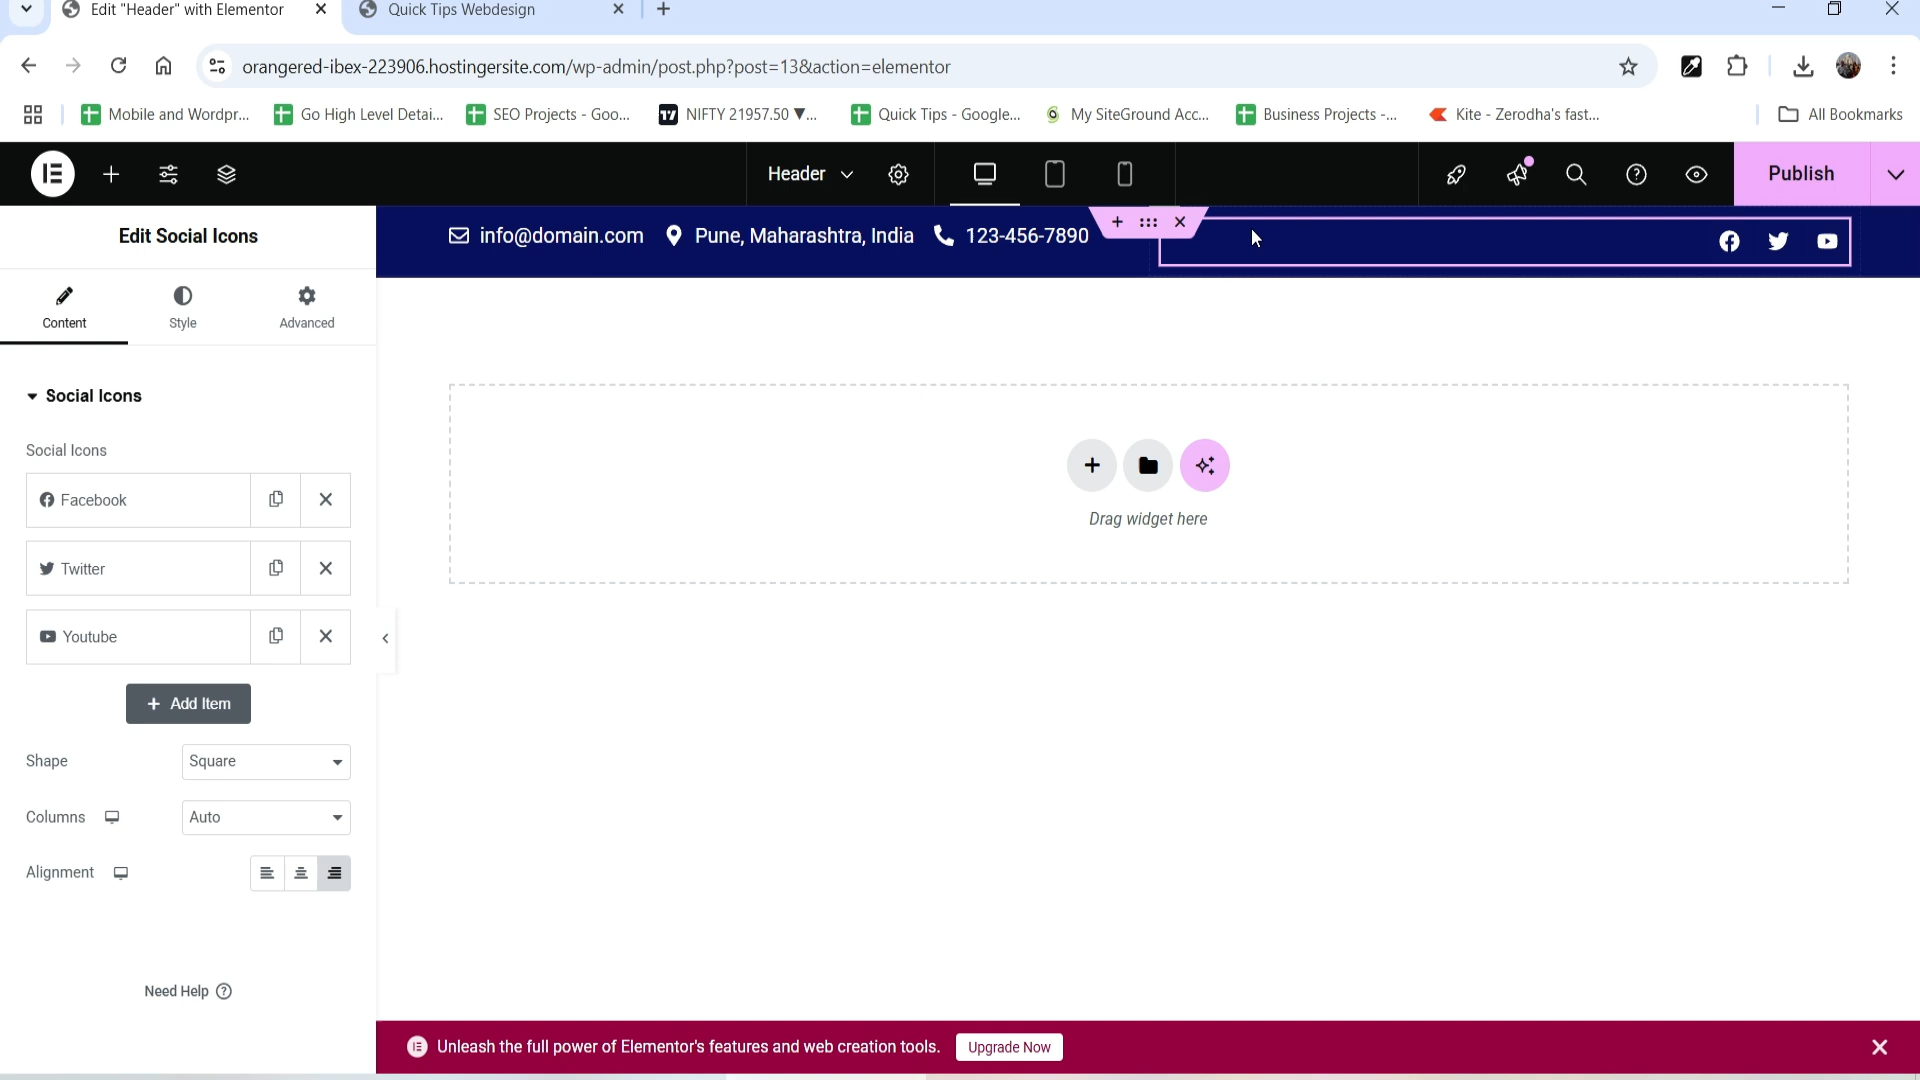 Edit "Header" with Elementor
Quick Tips Webdesign
orangered-ibex-223906.hostingersite.com/wp-admin/post.php?post=13&action=elementor
Mobile and Wordpr...
Go High Level Detai...
SEO Projects - Goo...
NIFTY 21957.50 ▼...
Quick Tips - Google...
My SiteGround Acc...
Business Projects -...
Kite - Zerodha's fast...
All Bookmarks
Header
Publish
Edit Social Icons
info@domain.com
Pune, Maharashtra, India
123-456-7890
Content
Style
Advanced
Social Icons
Social Icons
Facebook
Twitter
Youtube
+ Add Item
Drag widget here
Shape
Square
Columns
Auto
Alignment
Need Help
Unleash the full power of Elementor's features and web creation tools.
Upgrade Now